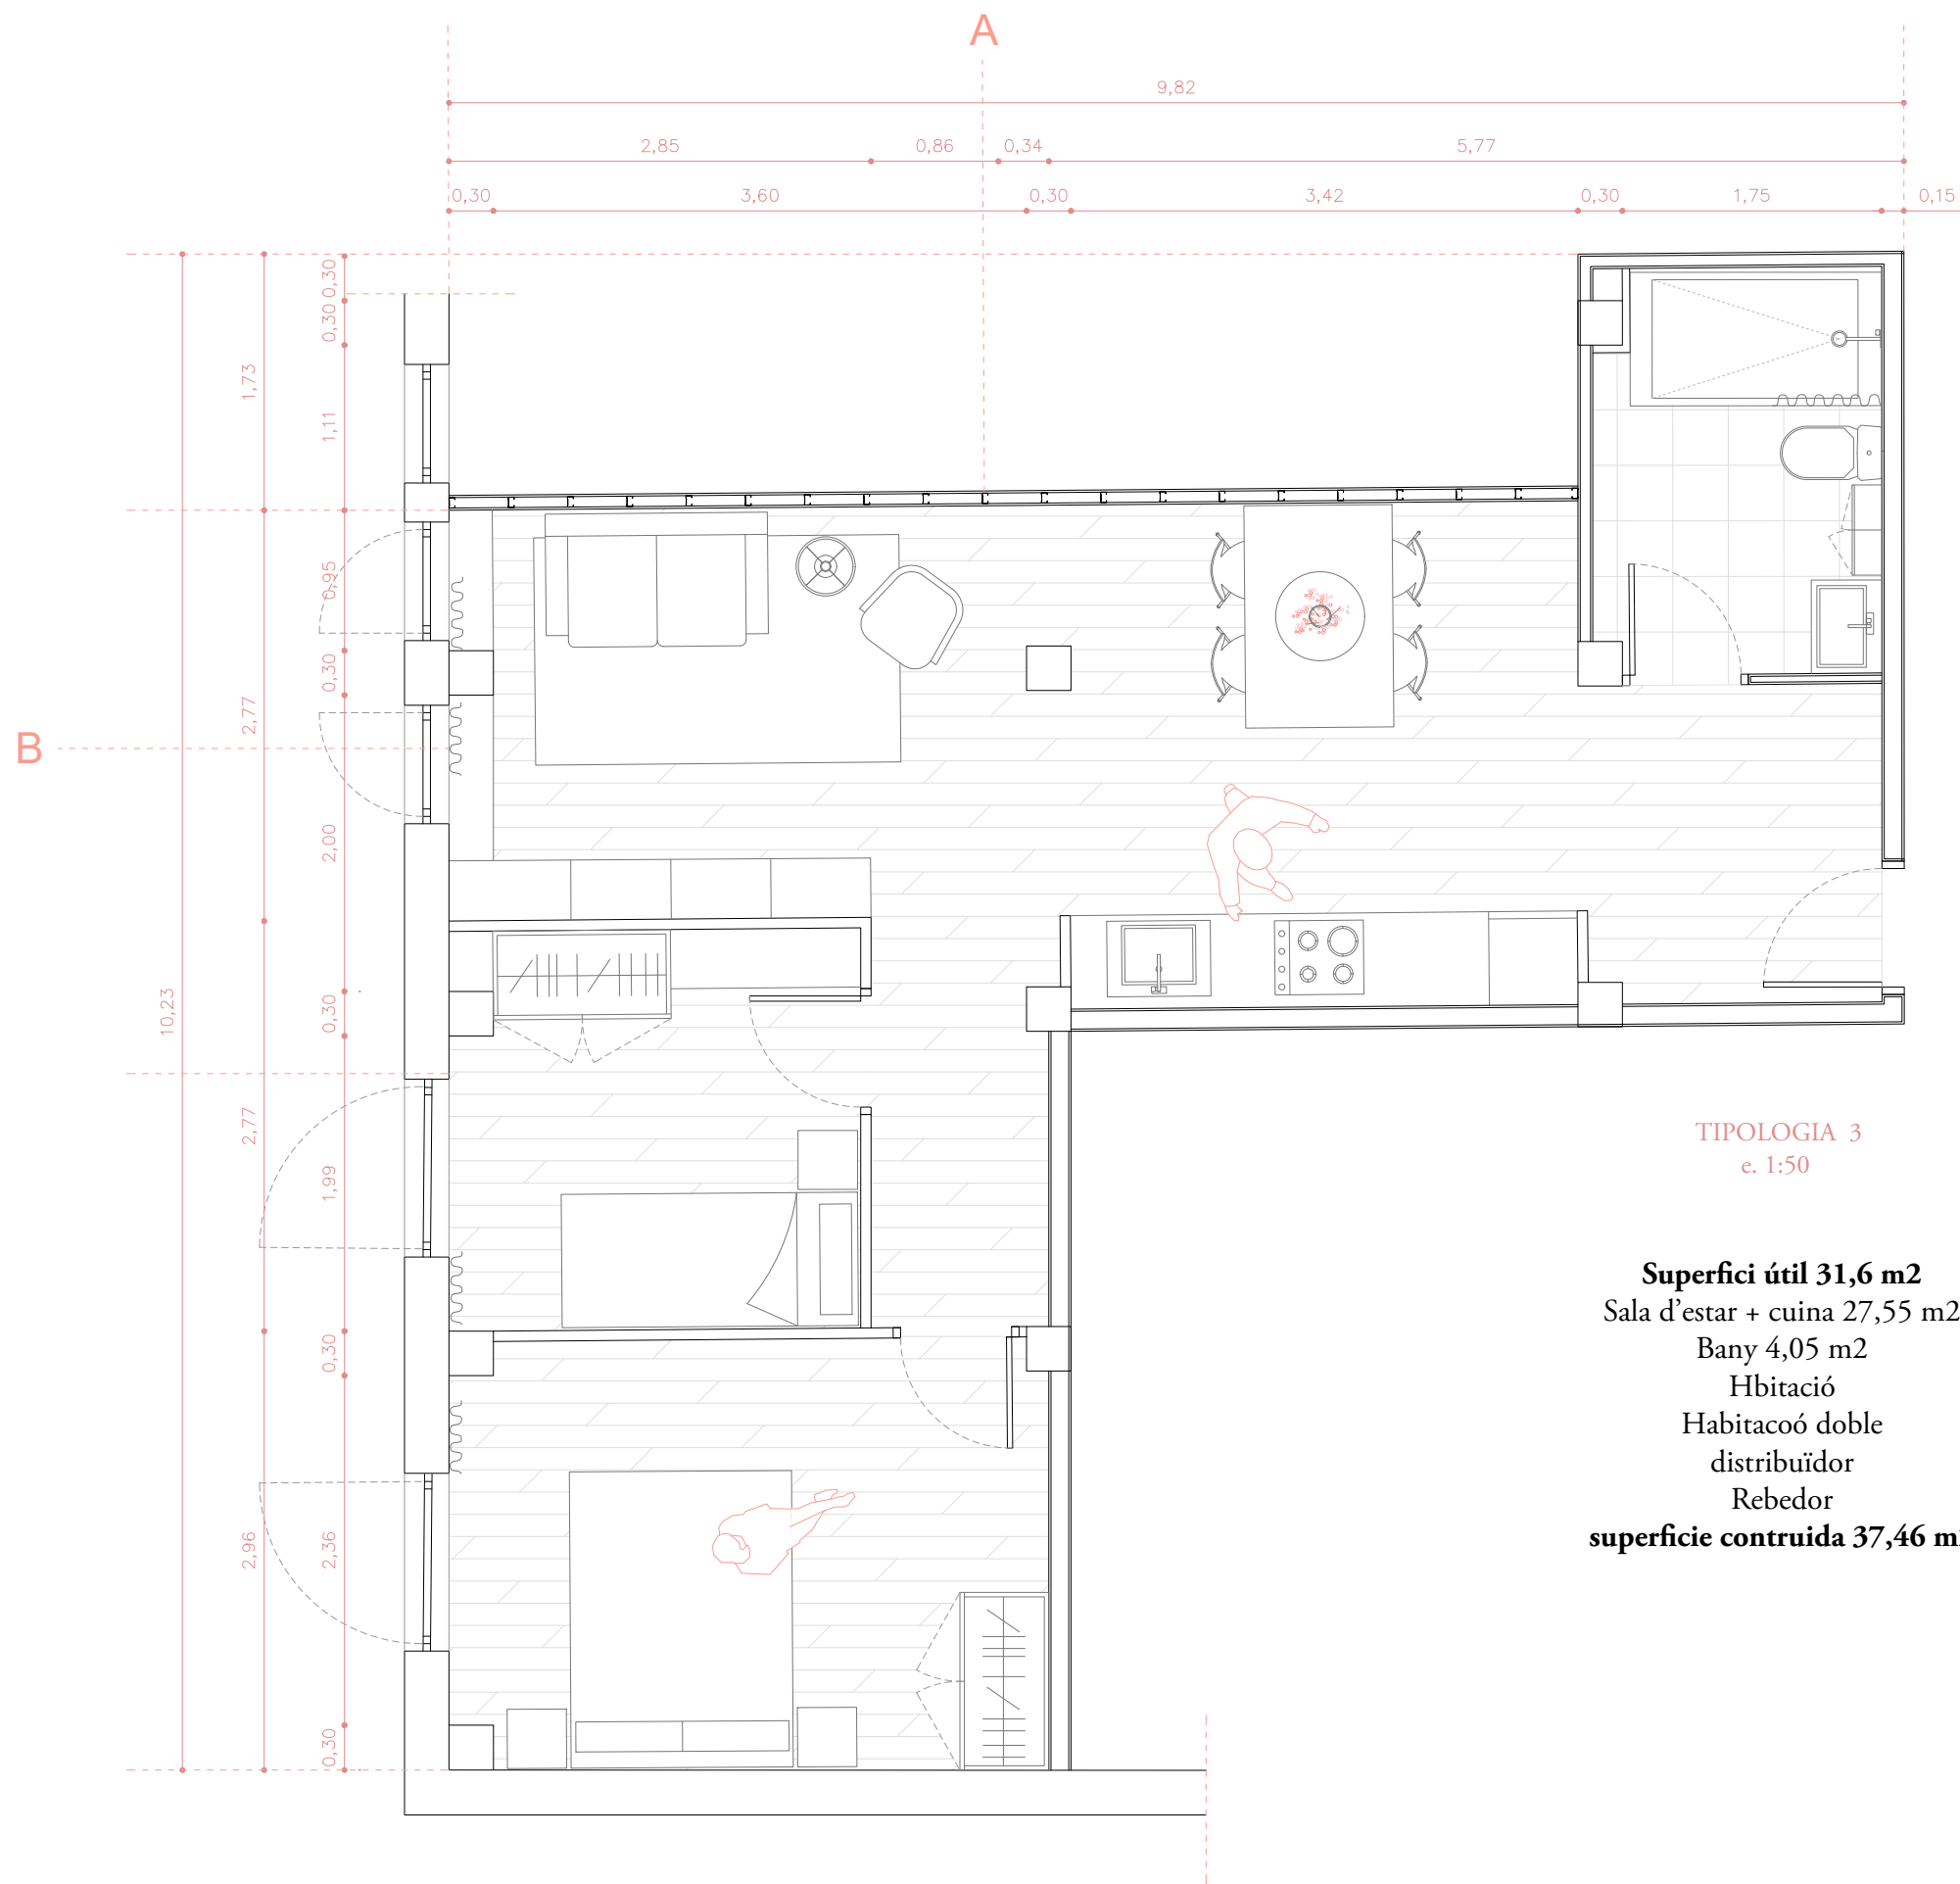 A
9,82
2,85 0,86 0,34 5,77
0,30 3,60 0,30 3,42 0,30 1,75 0,15
0,30
0,30
1,73
1,11
0,95
0,30
2,77
B
2,00
10,23
0,30
2,77
1,99
0,30
2,96
2,36
0,30
TIPOLOGIA 3
e. 1:50
Superfici útil 31,6 m2
Sala d’estar + cuina 27,55 m2
Bany 4,05 m2
Hbitació
Habitacoó doble
distribuïdor
Rebedor
superficie contruida 37,46 m